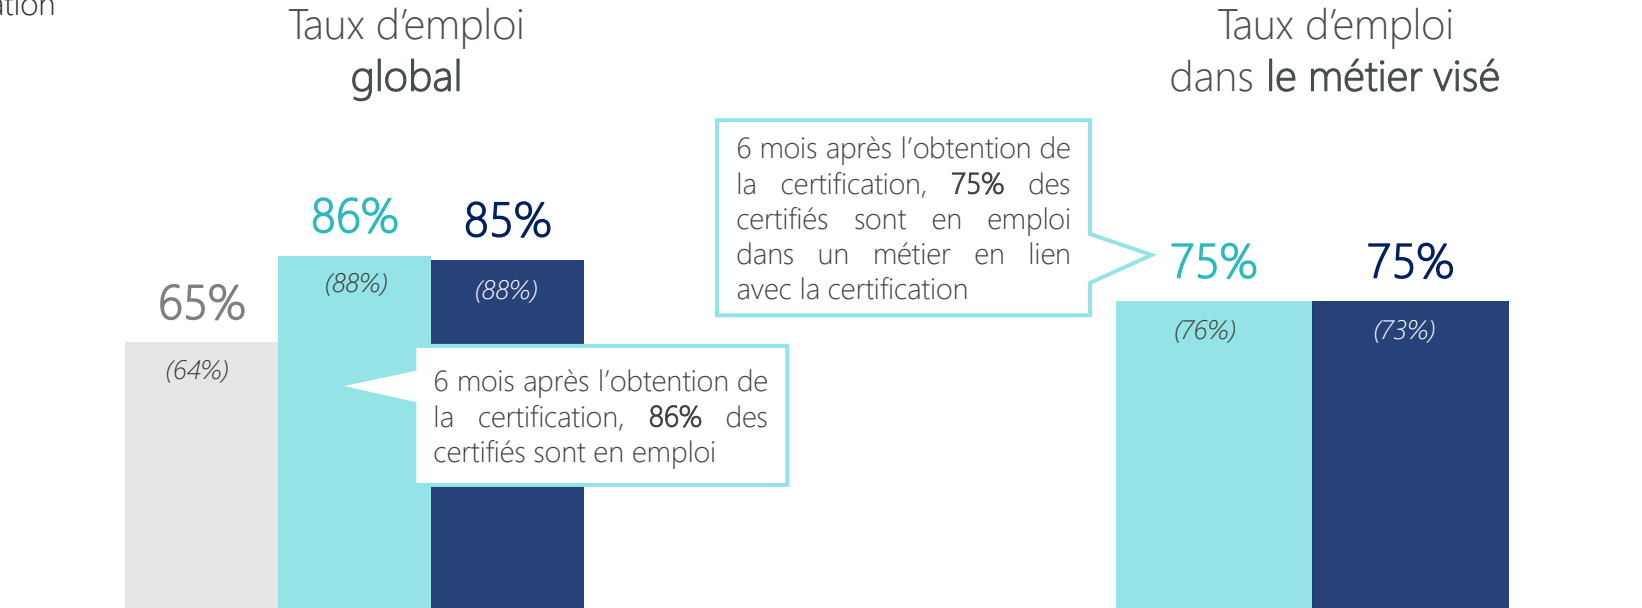 Taux d'emploi
global
86%
85%
65%
(88%)
(88%)
(64%)
6 mois après l'obtention de
la certification, 86% des
certifiés sont en emploi
Taux d'emploi
dans le métier visé
6 mois après l'obtention de
la certification, 75% des
certifiés sont en emploi
dans un métier en lien
avec la certification
75%
75%
(76%)
(73%)